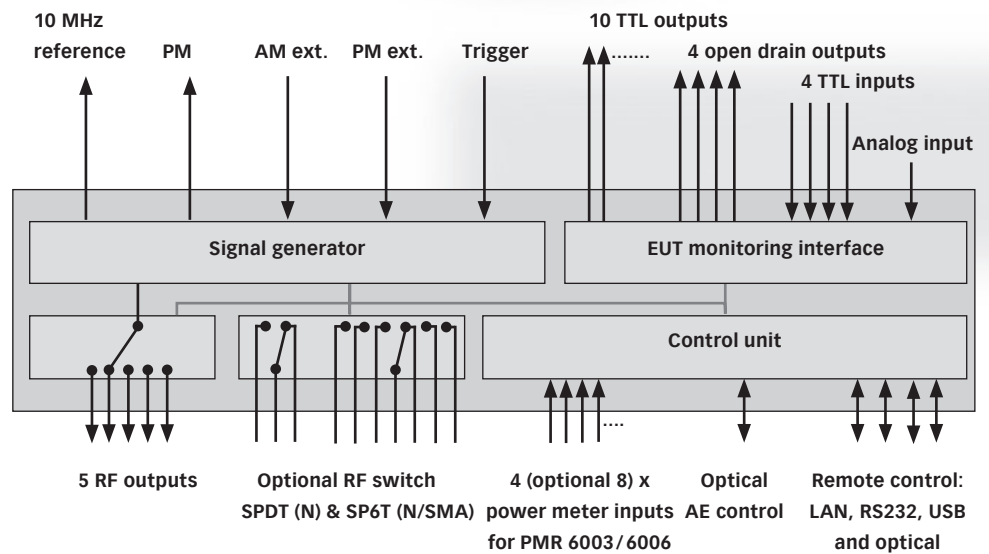 10 MHz
reference
PM
AM ext.
PM ext.
Trigger
10 TTL outputs
.......
4 open drain outputs
4 TTL inputs
Analog input
Signal generator
EUT monitoring interface
Control unit
....
5 RF outputs
Optional RF switch
SPDT (N) & SP6T (N/SMA)
4 (optional 8) x
power meter inputs
for PMR 6003/6006
Optical
AE control
Remote control:
LAN, RS232, USB
and optical